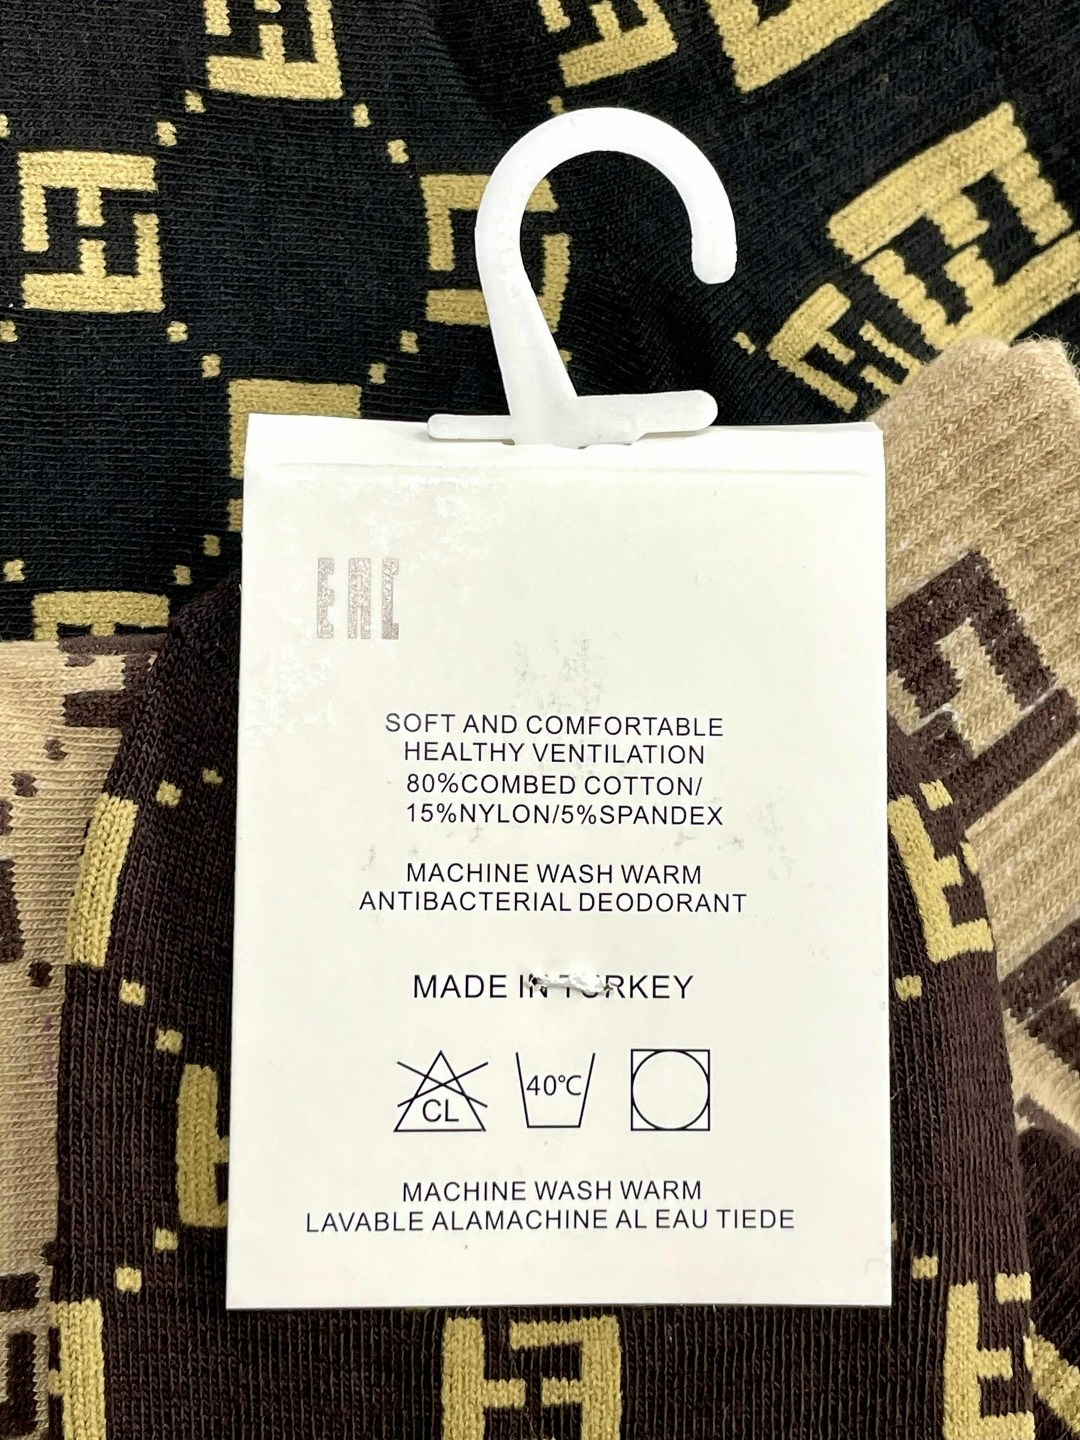 EAC
SOFT AND COMFORTABLE
HEALTHY VENTILATION
80%COMBED COTTON/
15%NYLON/5%SPANDEX
MACHINE WASH WARM
ANTIBACTERIAL DEODORANT
MADE IN TURKEY
CL 40°C
MACHINE WASH WARM
LAVABLE ALAMACHINE AL EAU TIEDE